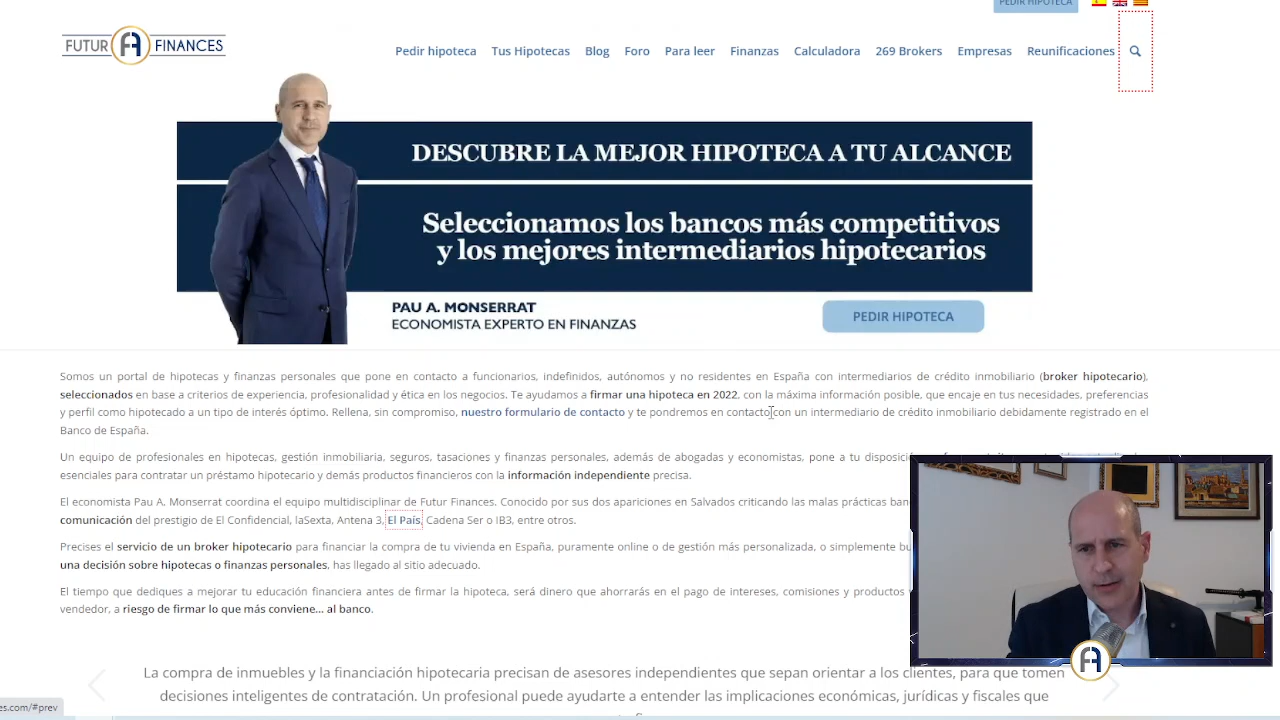 PEDIR HIPOTECA
FUTUR FINANCES
Pedir hipoteca Tus Hipotecas Blog Foro Para leer Finanzas Calculadora 269 Brokers Empresas Reunificaciones
DESCUBRE LA MEJOR HIPOTECA A TU ALCANCE
Seleccionamos los bancos más competitivos
y los mejores intermediarios hipotecarios
PAU A. MONSERRAT
ECONOMISTA EXPERTO EN FINANZAS
PEDIR HIPOTECA
Somos un portal de hipotecas y finanzas personales que pone en contacto a funcionarios, indefinidos, autónomos y no residentes en España con intermediarios de crédito inmobiliario (broker hipotecario),
seleccionados en base a criterios de experiencia, profesionalidad y ética en los negocios. Te ayudamos a firmar una hipoteca en 2022, con la máxima información posible, que encaje en tus necesidades, preferencias
y perfil como hipotecado a un tipo de interés óptimo. Rellena, sin compromiso, nuestro formulario de contacto y te pondremos en contacto con un intermediario de crédito inmobiliario debidamente registrado en el
Banco de España.
Un equipo de profesionales en hipotecas, gestión inmobiliaria, seguros, tasaciones y finanzas personales, además de abogadas y economistas, pone a tu
esenciales para contratar un préstamo hipotecario y demás productos financieros con la información independiente precisa.
El economista Pau A. Monserrat coordina el equipo multidisciplinar de Futur Finances. Conocido por sus dos apariciones en Salvados criticando las malas prácticas
comunicación del prestigio de El Confidencial, laSexta, Antena 3, El País, Cadena Ser o IB3, entre otros.
Precises el servicio de un broker hipotecario para financiar la compra de tu vivienda en España, puramente online o de gestión más personalizada, o simplemente
una decisión sobre hipotecas o finanzas personales, has llegado al sitio adecuado.
El tiempo que dediques a mejorar tu educación financiera antes de firmar la hipoteca, será dinero que ahorrarás en el pago de intereses, comisiones y productos
vendedor, a riesgo de firmar lo que más conviene... al banco.
La compra de inmuebles y la financiación hipotecaria precisan de asesores independientes que sepan orientar a los clientes, para que tomen
decisiones inteligentes de contratación. Un profesional puede ayudarte a entender las implicaciones económicas, jurídicas y fiscales que
es.com/#prev